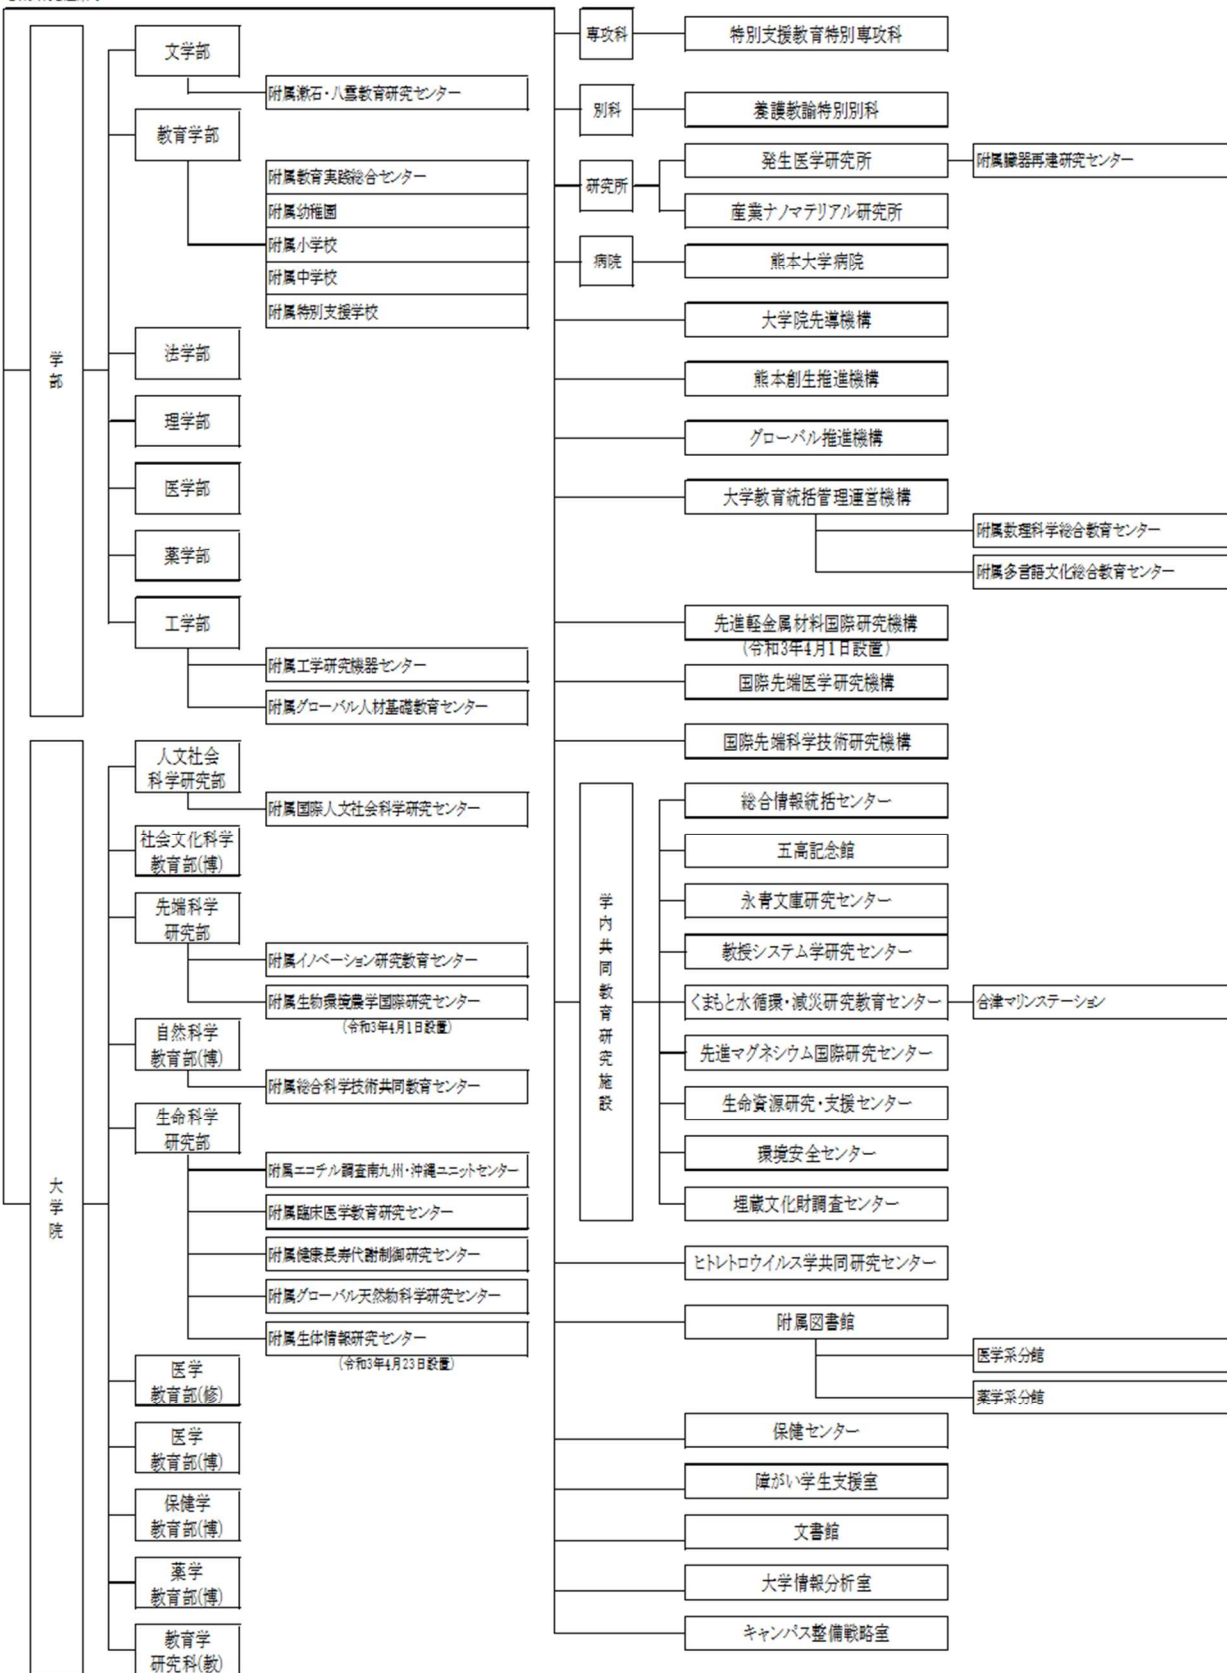 学部
文学部
附属漱石・八雲教育研究センター
教育学部
附属教育実践総合センター
附属幼稚園
附属小学校
附属中学校
附属特別支援学校
法学部
理学部
医学部
薬学部
工学部
附属工学研究機器センター
附属グローバル人材基礎教育センター
大学院
人文社会
科学研究部
附属国際人文社会科学研究センター
社会文化科学
教育部(博)
先端科学
研究部
附属イノベーション研究教育センター
附属生物環境農学国際研究センター
(令和3年4月1日設置)
自然科学
教育部(博)
附属総合科学技術共同教育センター
生命科学
研究部
附属エコチル調査南九州・沖縄ユニットセンター
附属臨床医学教育研究センター
附属健康長寿代謝制御研究センター
附属グローバル天然物科学研究センター
附属生体情報研究センター
(令和3年4月23日設置)
医学
教育部(修)
医学
教育部(博)
保健学
教育部(博)
薬学
教育部(博)
教育学
研究科(教)
専攻科
特別支援教育特別専攻科
別科
養護教諭特別別科
研究所
発生医学研究所
附属臓器再建研究センター
産業ナノマテリアル研究所
病院
熊本大学病院
大学院先導機構
熊本創生推進機構
グローバル推進機構
大学教育統括管理運営機構
附属数理科学総合教育センター
附属多言語文化総合教育センター
先進軽金属材料国際研究機構
(令和3年4月1日設置)
国際先端医学研究機構
国際先端科学技術研究機構
学内共同教育研究施設
総合情報統括センター
五高記念館
永青文庫研究センター
教授システム学研究センター
くまもと水循環・減災研究教育センター
合津マリンステーション
先進マグネシウム国際研究センター
生命資源研究・支援センター
環境安全センター
埋蔵文化財調査センター
ヒトレトロウイルス学共同研究センター
附属図書館
医学系分館
薬学系分館
保健センター
障がい学生支援室
文書館
大学情報分析室
キャンパス整備戦略室